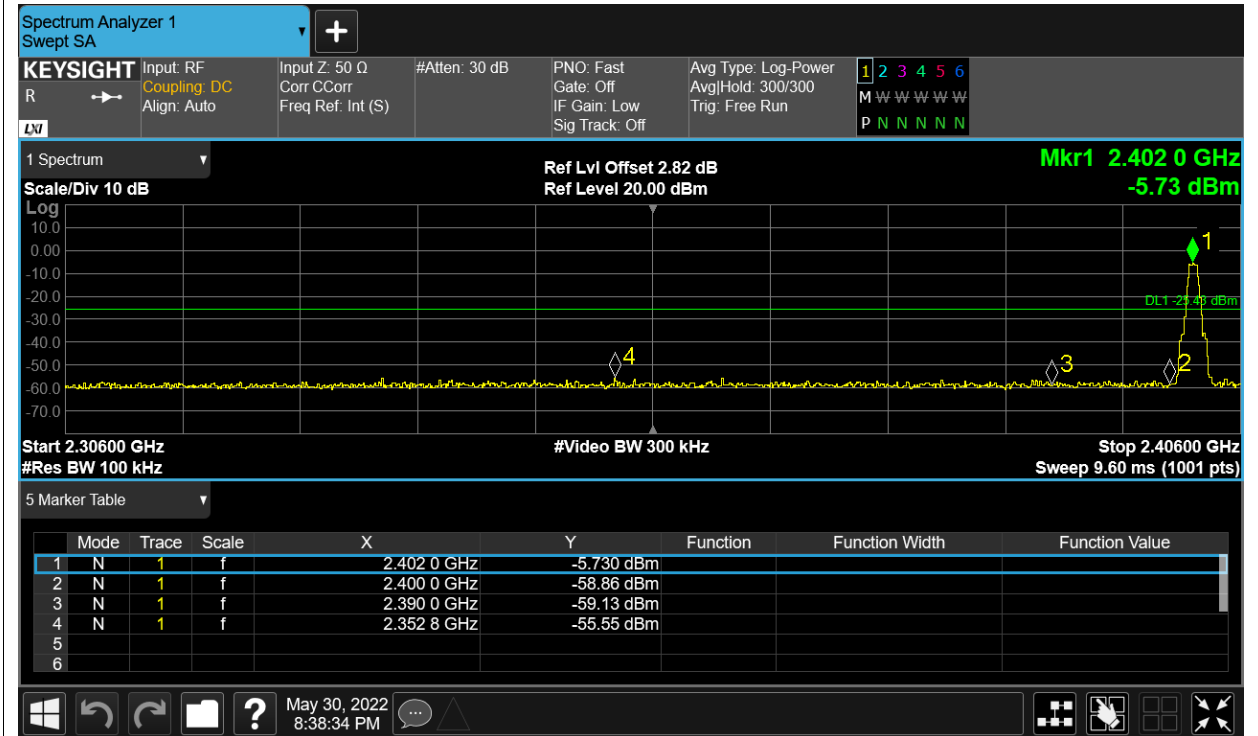 Spectrum Analyzer 1
Swept SA
+
KEYSIGHT Input: RF Input Z: 50 Ω #Atten: 30 dB PNO: Fast Avg Type: Log-Power 1 2 3 4 5 6
R Coupling: DC Corr CCorr Gate: Off Avg|Hold: 300/300 M W W W W W
Align: Auto Freq Ref: Int (S) IF Gain: Low Trig: Free Run
LXI Sig Track: Off P N N N N N
1 Spectrum Ref Lvl Offset 2.82 dB Mkr1 2.402 0 GHz
Scale/Div 10 dB Ref Level 20.00 dBm -5.73 dBm
Log
10.0
1
0.00
-10.0
-20.0
DL1 -25.43 dBm
-30.0
-40.0
4
3 2
-50.0
-60.0
-70.0
Start 2.30600 GHz #Video BW 300 kHz Stop 2.40600 GHz
#Res BW 100 kHz Sweep 9.60 ms (1001 pts)
5 Marker Table
Mode Trace Scale X Y Function Function Width Function Value
1 N 1 f 2.402 0 GHz -5.730 dBm
2 N 1 f 2.400 0 GHz -58.86 dBm
3 N 1 f 2.390 0 GHz -59.13 dBm
4 N 1 f 2.352 8 GHz -55.55 dBm
5
6
? May 30, 2022
8:38:34 PM